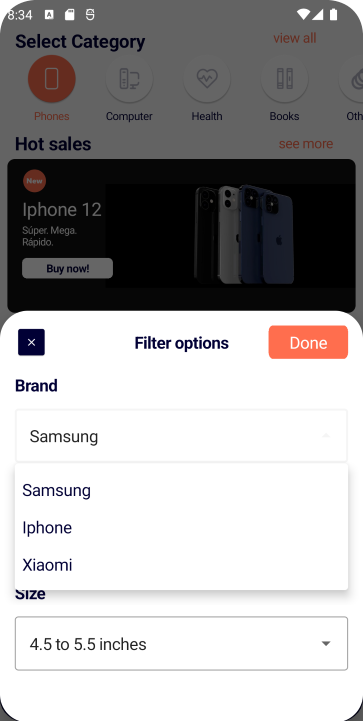 8:34
Select Category
view all
Phones
Computer
Health
Books
Oth
Hot sales
see more
New
Iphone 12
Súper. Mega.
Rápido.
Buy now!
Filter options
Done
Brand
Samsung
Samsung
Iphone
Xiaomi
Size
4.5 to 5.5 inches